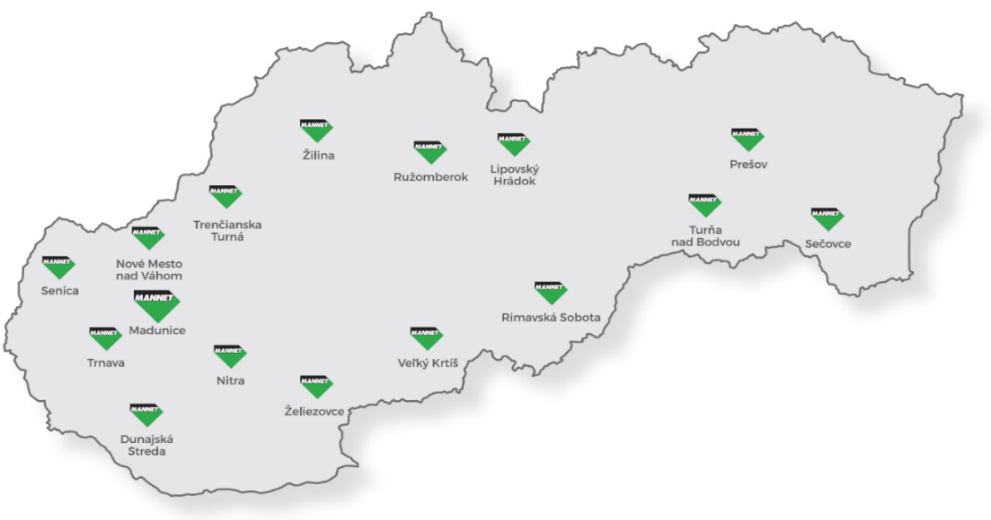 MANNET
Žilina
MANNET
Ružomberok
MANNET
Lipovský
Hrádok
MANNET
Prešov
MANNET
Trenčianska
Turná
MANNET
Turňa
nad Bodvou
MANNET
Sečovce
MANNET
Nové Mesto
nad Váhom
MANNET
Senica
MANNET
Madunice
MANNET
Rimavská Sobota
MANNET
Trnava
MANNET
Nitra
MANNET
Veľký Krtíš
MANNET
Želiezovce
MANNET
Dunajská
Streda